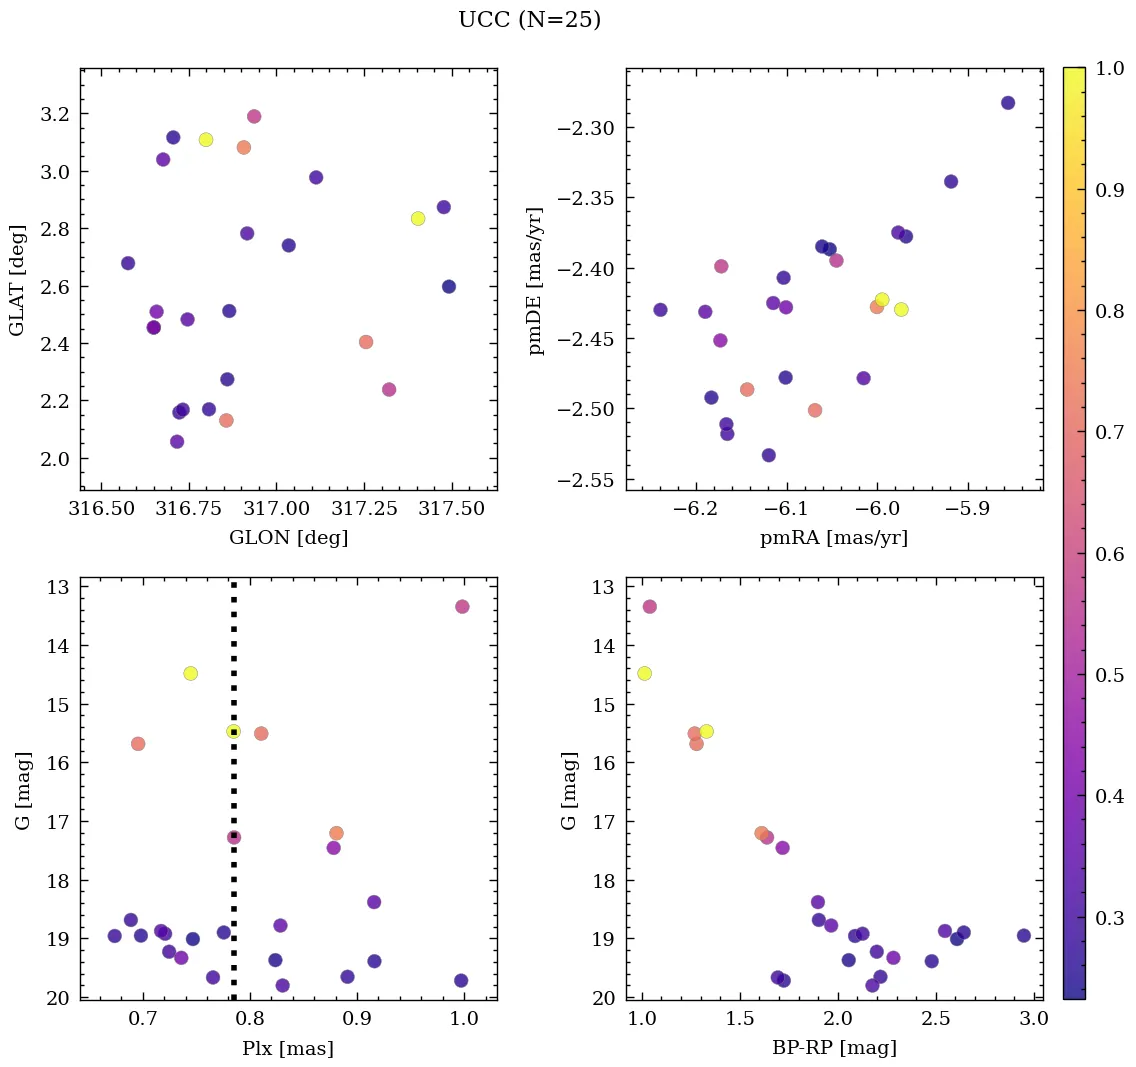 UCC (N=25)
3.2
3.0
2.8
2.6
2.4
2.2
2.0
GLAT [deg]
316.50 316.75 317.00 317.25 317.50
GLON [deg]
−2.30
−2.35
−2.40
−2.45
−2.50
−2.55
pmDE [mas/yr]
−6.2 −6.1 −6.0 −5.9
pmRA [mas/yr]
13
14
15
16
17
18
19
20
G [mag]
0.7 0.8 0.9 1.0
Plx [mas]
13
14
15
16
17
18
19
20
G [mag]
1.0 1.5 2.0 2.5 3.0
BP-RP [mag]
1.0
0.9
0.8
0.7
0.6
0.5
0.4
0.3